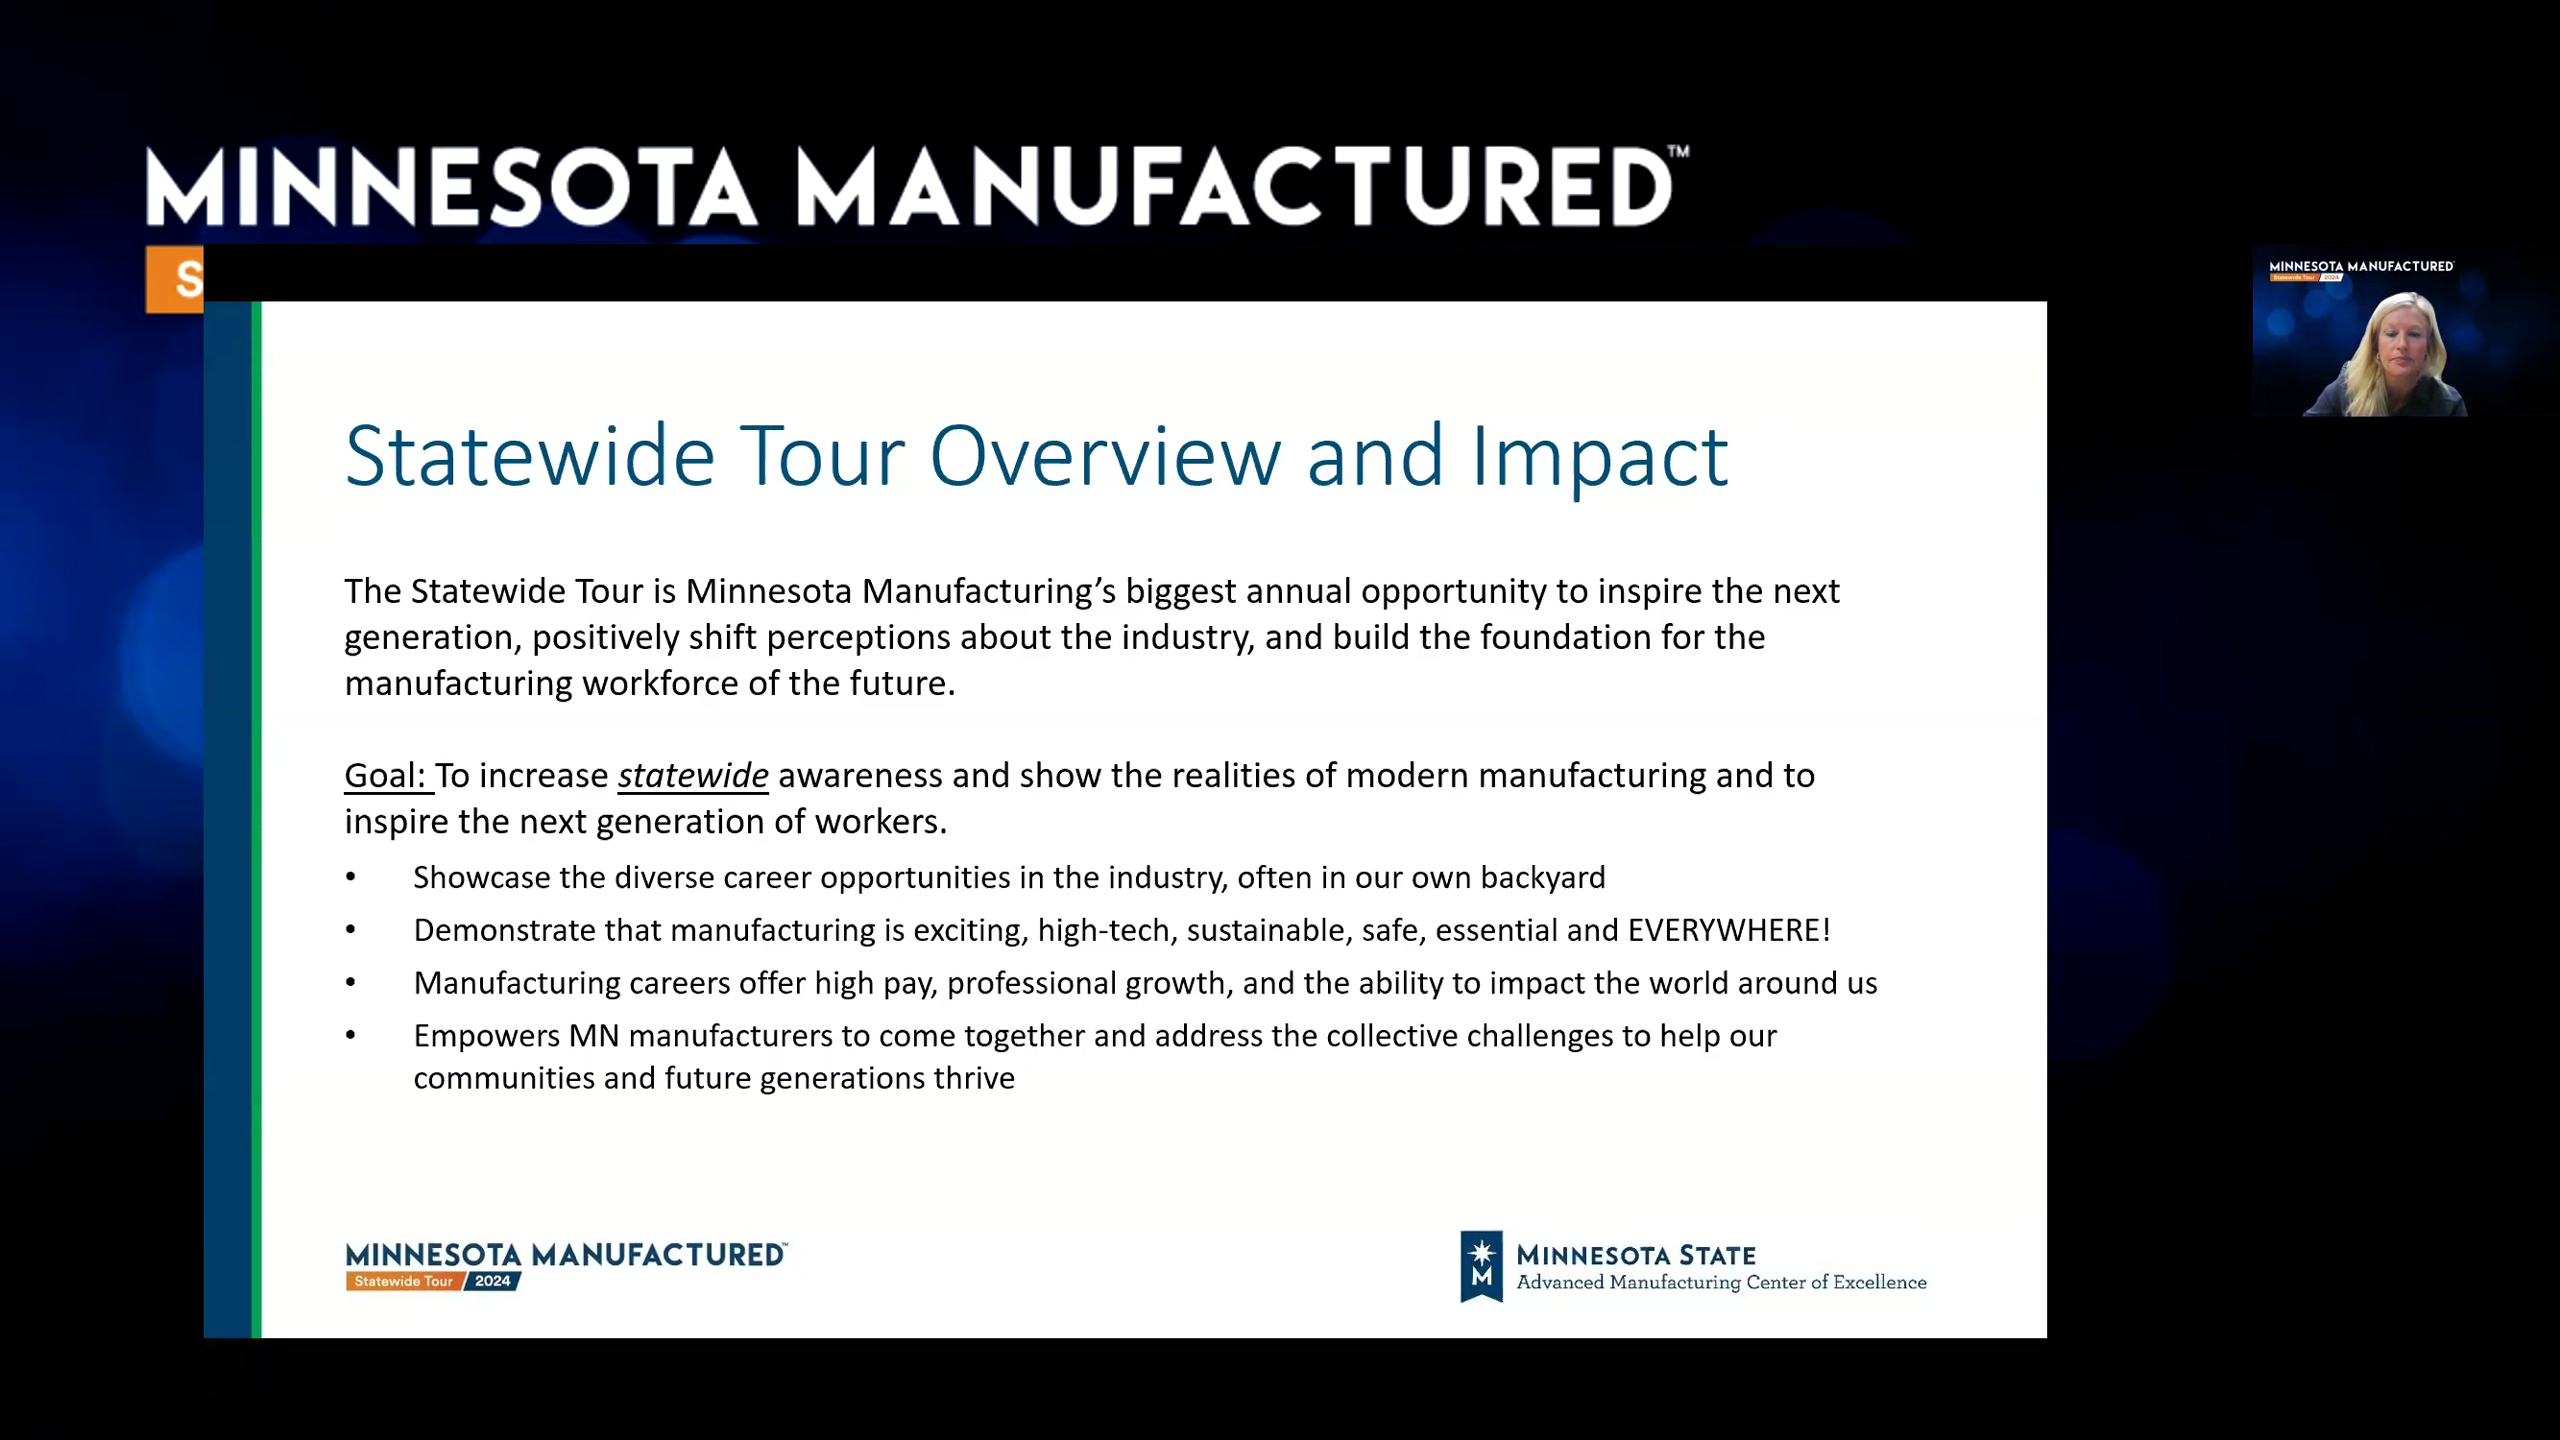 MINNESOTA MANUFACTURED™
S
MINNESOTA MANUFACTURED
Statewide Tour 2024
Statewide Tour Overview and Impact
The Statewide Tour is Minnesota Manufacturing’s biggest annual opportunity to inspire the next
generation, positively shift perceptions about the industry, and build the foundation for the
manufacturing workforce of the future.
Goal: To increase statewide awareness and show the realities of modern manufacturing and to
inspire the next generation of workers.
• Showcase the diverse career opportunities in the industry, often in our own backyard
• Demonstrate that manufacturing is exciting, high-tech, sustainable, safe, essential and EVERYWHERE!
• Manufacturing careers offer high pay, professional growth, and the ability to impact the world around us
• Empowers MN manufacturers to come together and address the collective challenges to help our
communities and future generations thrive
MINNESOTA MANUFACTURED™
Statewide Tour 2024
M
MINNESOTA STATE
Advanced Manufacturing Center of Excellence